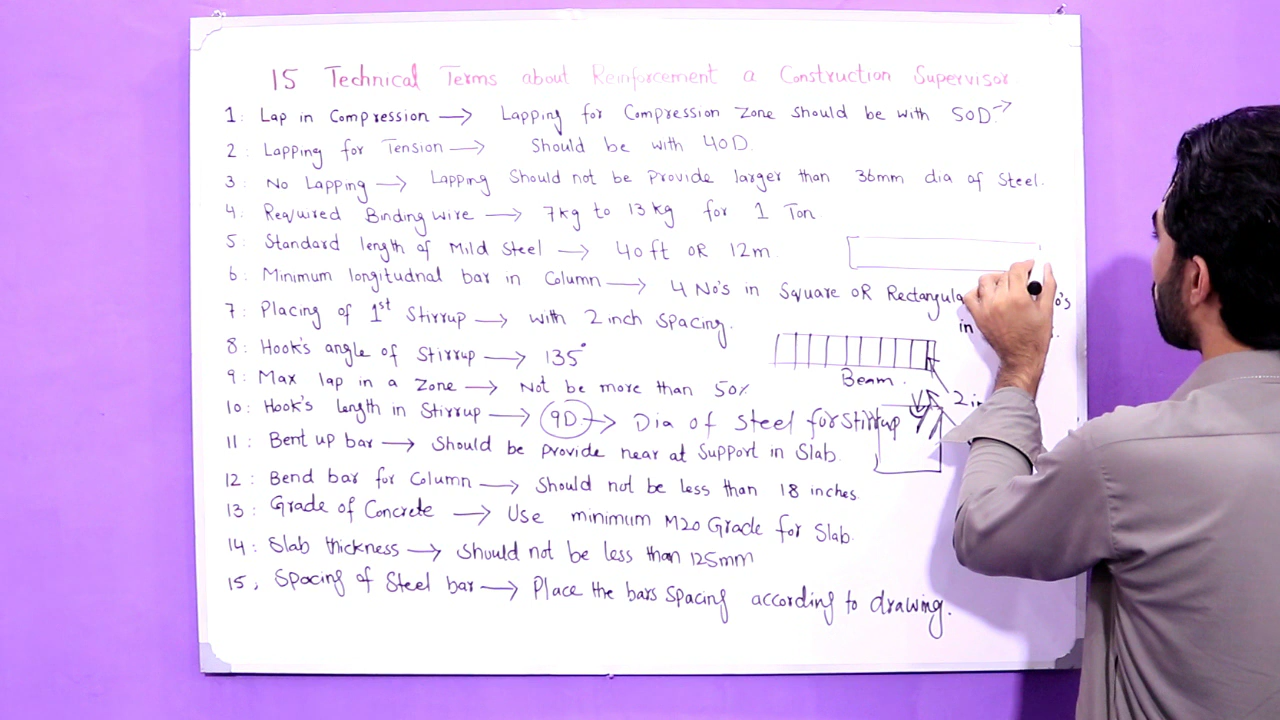 15 Technical Terms about Reinforcement a Construction Supervisor
1: Lap in Compression → Lapping for Compression Zone should be with 50D. →
2: Lapping for Tension → Should be with 40D.
3: No Lapping → Lapping Should not be provide larger than 36mm dia of Steel.
4: Required Binding wire → 7kg to 13kg for 1 Ton.
5: Standard length of Mild Steel → 40ft OR 12m.
6: Minimum longitudnal bar in Column → 4 No's in Square OR Rectangula
in
7: Placing of 1st Stirrup → with 2 inch spacing.
8: Hook's angle of Stirrup → 135°
Beam.
9: Max lap in a Zone → Not be more than 50%
2 in
10: Hook's length in Stirrup → 9D → Dia of Steel for Stirrup
11: Bent up bar → Should be provide near at Support in Slab.
12: Bend bar for Column → Should not be less than 18 inches
13: Grade of Concrete → Use minimum M20 Grade for Slab.
14: Slab thickness → should not be less than 125mm
15, Spacing of Steel bar → Place the bars spacing according to drawing.